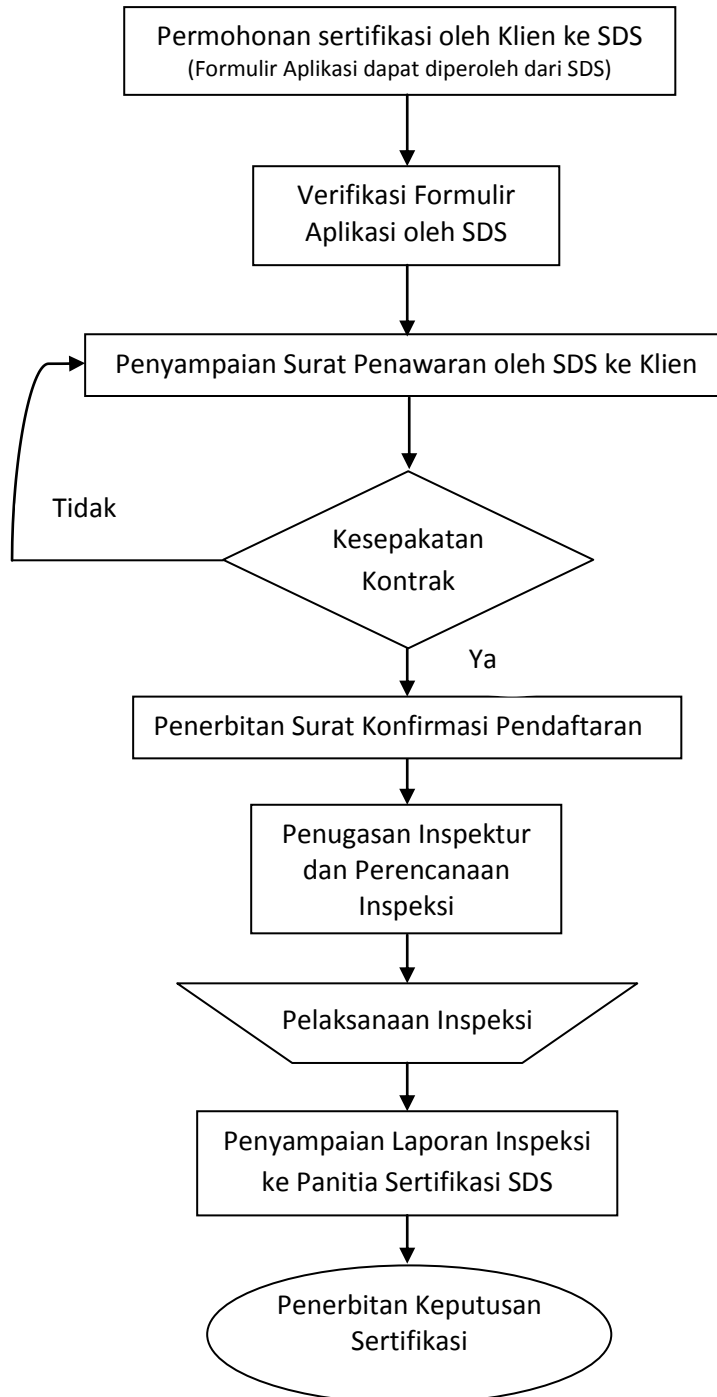 Permohonan sertifikasi oleh Klien ke SDS
(Formulir Aplikasi dapat diperoleh dari SDS)
Verifikasi Formulir
Aplikasi oleh SDS
Penyampaian Surat Penawaran oleh SDS ke Klien
Tidak
Kesepakatan
Kontrak
Ya
Penerbitan Surat Konfirmasi Pendaftaran
Penugasan Inspektur
dan Perencanaan
Inspeksi
Pelaksanaan Inspeksi
Penyampaian Laporan Inspeksi
ke Panitia Sertifikasi SDS
Penerbitan Keputusan
Sertifikasi